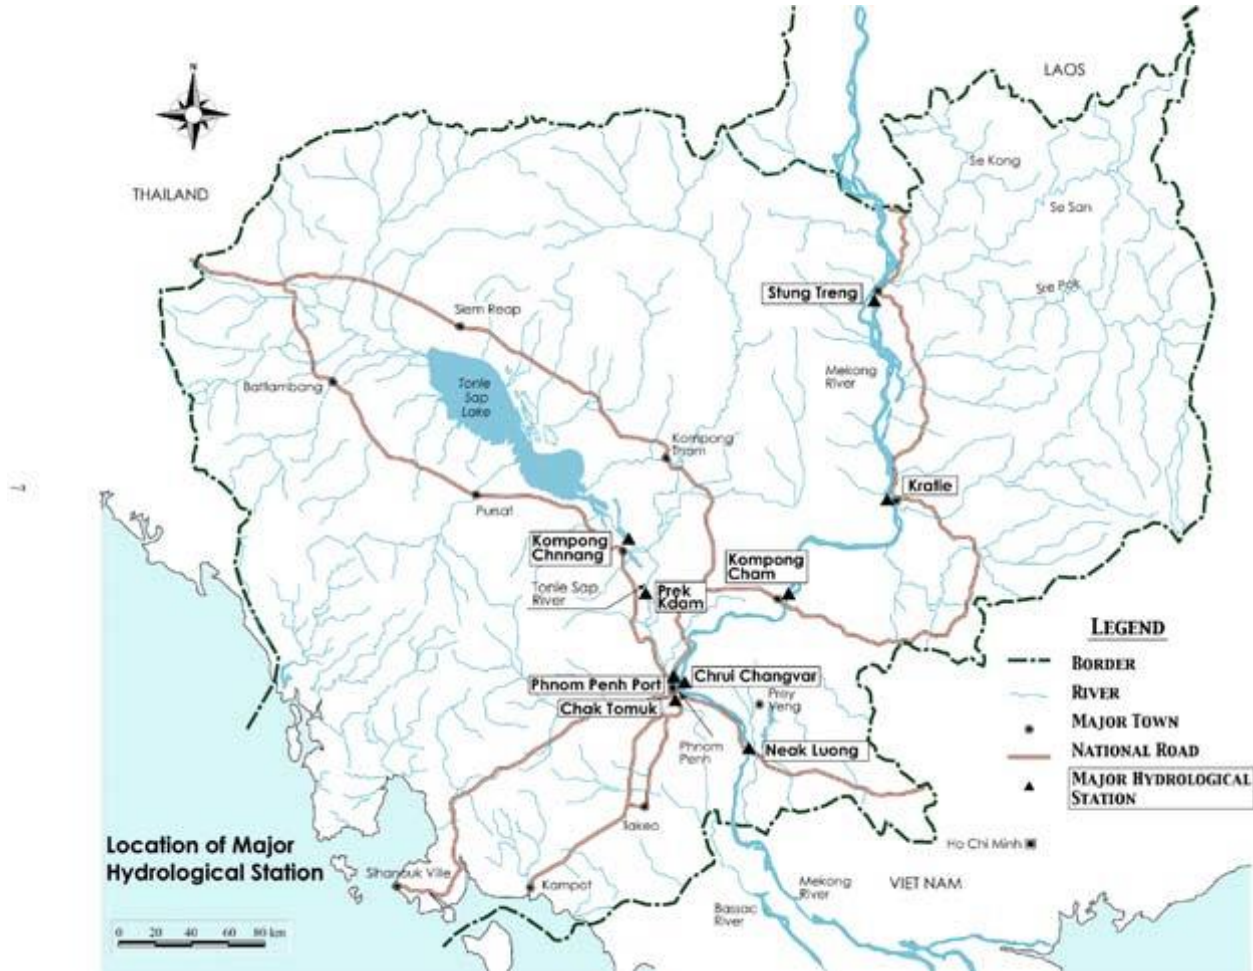 N
LAOS
THAILAND
Se Kong
Se San
Sre Pok
Stung Treng
Siem Reap
Mekong
River
Battambang
Tonle
Sap
Lake
Kompong
Thom
Kratie
Pursat
Kompong
Chnnang
Kompong
Cham
Tonle Sap
River
Prek
Kdam
Phnom Penh Port
Chrui Changvar
Chak Tomuk
Prey
Veng
Phnom
Penh
Neak Luong
Takeo
LEGEND
BORDER
RIVER
MAJOR TOWN
NATIONAL ROAD
MAJOR HYDROLOGICAL
STATION
Location of Major
Hydrological Station
Sihanouk Ville
Kampot
Ho Chi Minh
VIET NAM
Mekong
River
Bassac
River
0 20 40 60 80 km
7